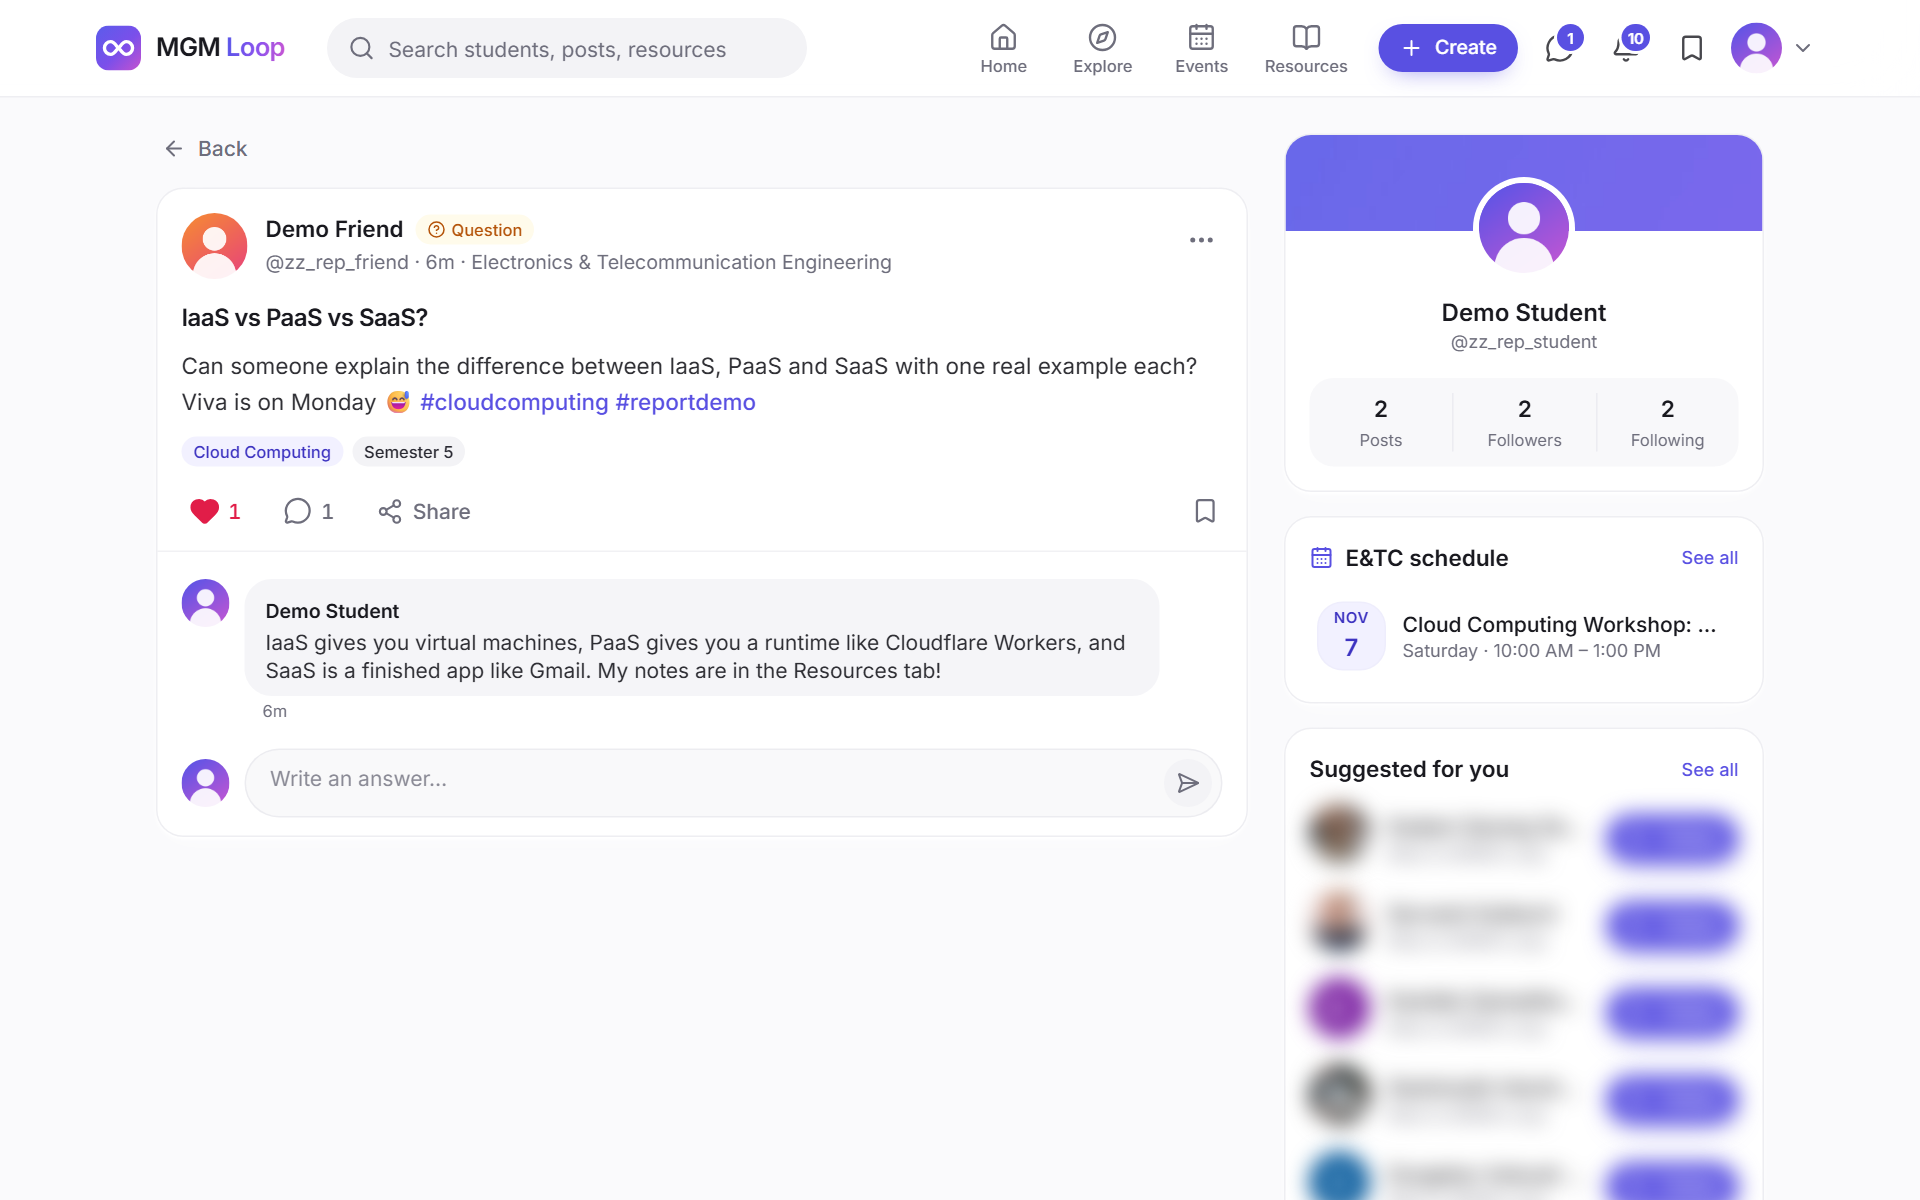 MGM Loop
Search students, posts, resources
Home
Explore
Events
Resources
Create
1
10
Back
Demo Friend
Question
@zz_rep_friend · 6m · Electronics & Telecommunication Engineering
IaaS vs PaaS vs SaaS?
Can someone explain the difference between IaaS, PaaS and SaaS with one real example each?
Viva is on Monday 😅 #cloudcomputing #reportdemo
Cloud Computing
Semester 5
1
1
Share
Demo Student
IaaS gives you virtual machines, PaaS gives you a runtime like Cloudflare Workers, and
SaaS is a finished app like Gmail. My notes are in the Resources tab!
6m
Write an answer...
Demo Student
@zz_rep_student
2
Posts
2
Followers
2
Following
E&TC schedule
See all
NOV
7
Cloud Computing Workshop: ...
Saturday · 10:00 AM – 1:00 PM
Suggested for you
See all